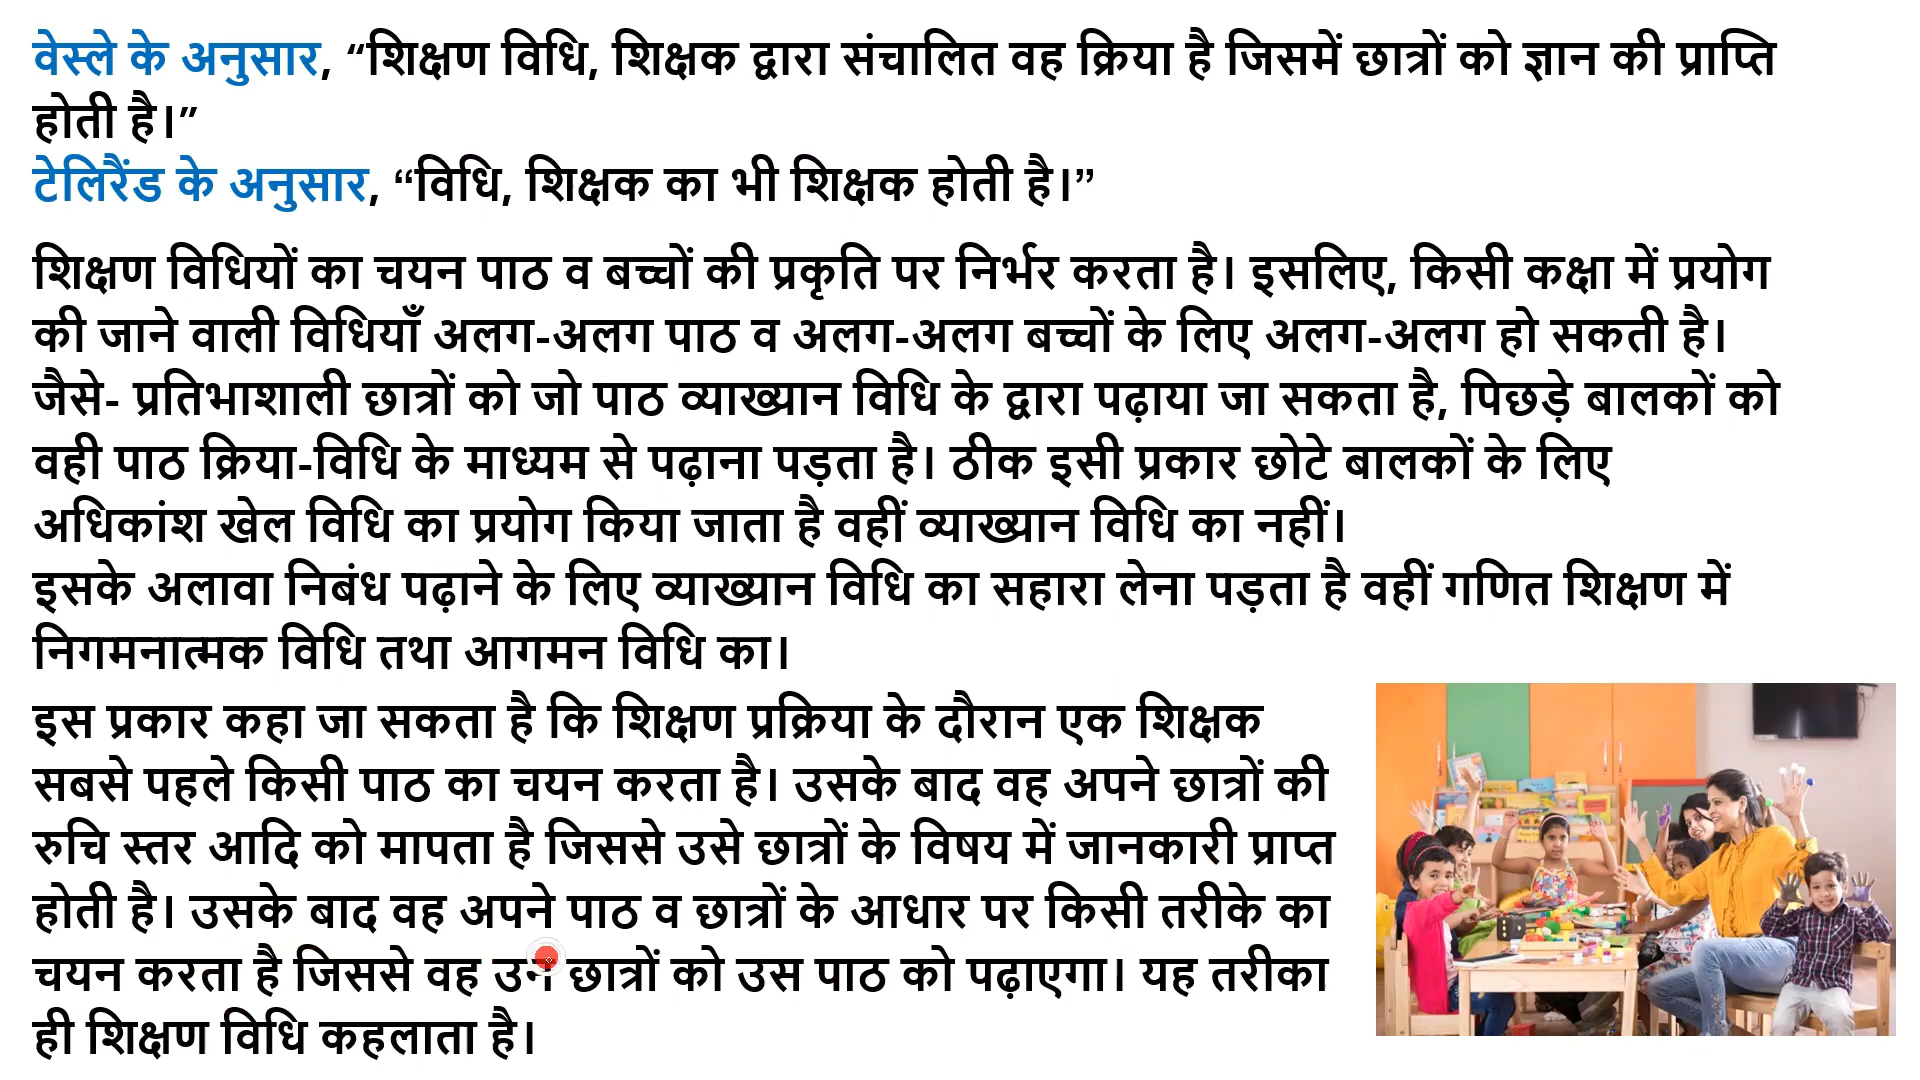 वेस्ले के अनुसार, “शिक्षण विधि, शिक्षक द्वारा संचालित वह क्रिया है जिसमें छात्रों को ज्ञान की प्राप्ति
होती है।”
टेलिरैंड के अनुसार, “विधि, शिक्षक का भी शिक्षक होती है।”
शिक्षण विधियों का चयन पाठ व बच्चों की प्रकृति पर निर्भर करता है। इसलिए, किसी कक्षा में प्रयोग
की जाने वाली विधियाँ अलग-अलग पाठ व अलग-अलग बच्चों के लिए अलग-अलग हो सकती है।
जैसे- प्रतिभाशाली छात्रों को जो पाठ व्याख्यान विधि के द्वारा पढ़ाया जा सकता है, पिछड़े बालकों को
वही पाठ क्रिया-विधि के माध्यम से पढ़ाना पड़ता है। ठीक इसी प्रकार छोटे बालकों के लिए
अधिकांश खेल विधि का प्रयोग किया जाता है वहीं व्याख्यान विधि का नहीं।
इसके अलावा निबंध पढ़ाने के लिए व्याख्यान विधि का सहारा लेना पड़ता है वहीं गणित शिक्षण में
निगमनात्मक विधि तथा आगमन विधि का।
इस प्रकार कहा जा सकता है कि शिक्षण प्रक्रिया के दौरान एक शिक्षक
सबसे पहले किसी पाठ का चयन करता है। उसके बाद वह अपने छात्रों की
रुचि स्तर आदि को मापता है जिससे उसे छात्रों के विषय में जानकारी प्राप्त
होती है। उसके बाद वह अपने पाठ व छात्रों के आधार पर किसी तरीके का
चयन करता है जिससे वह उन छात्रों को उस पाठ को पढ़ाएगा। यह तरीका
ही शिक्षण विधि कहलाता है।